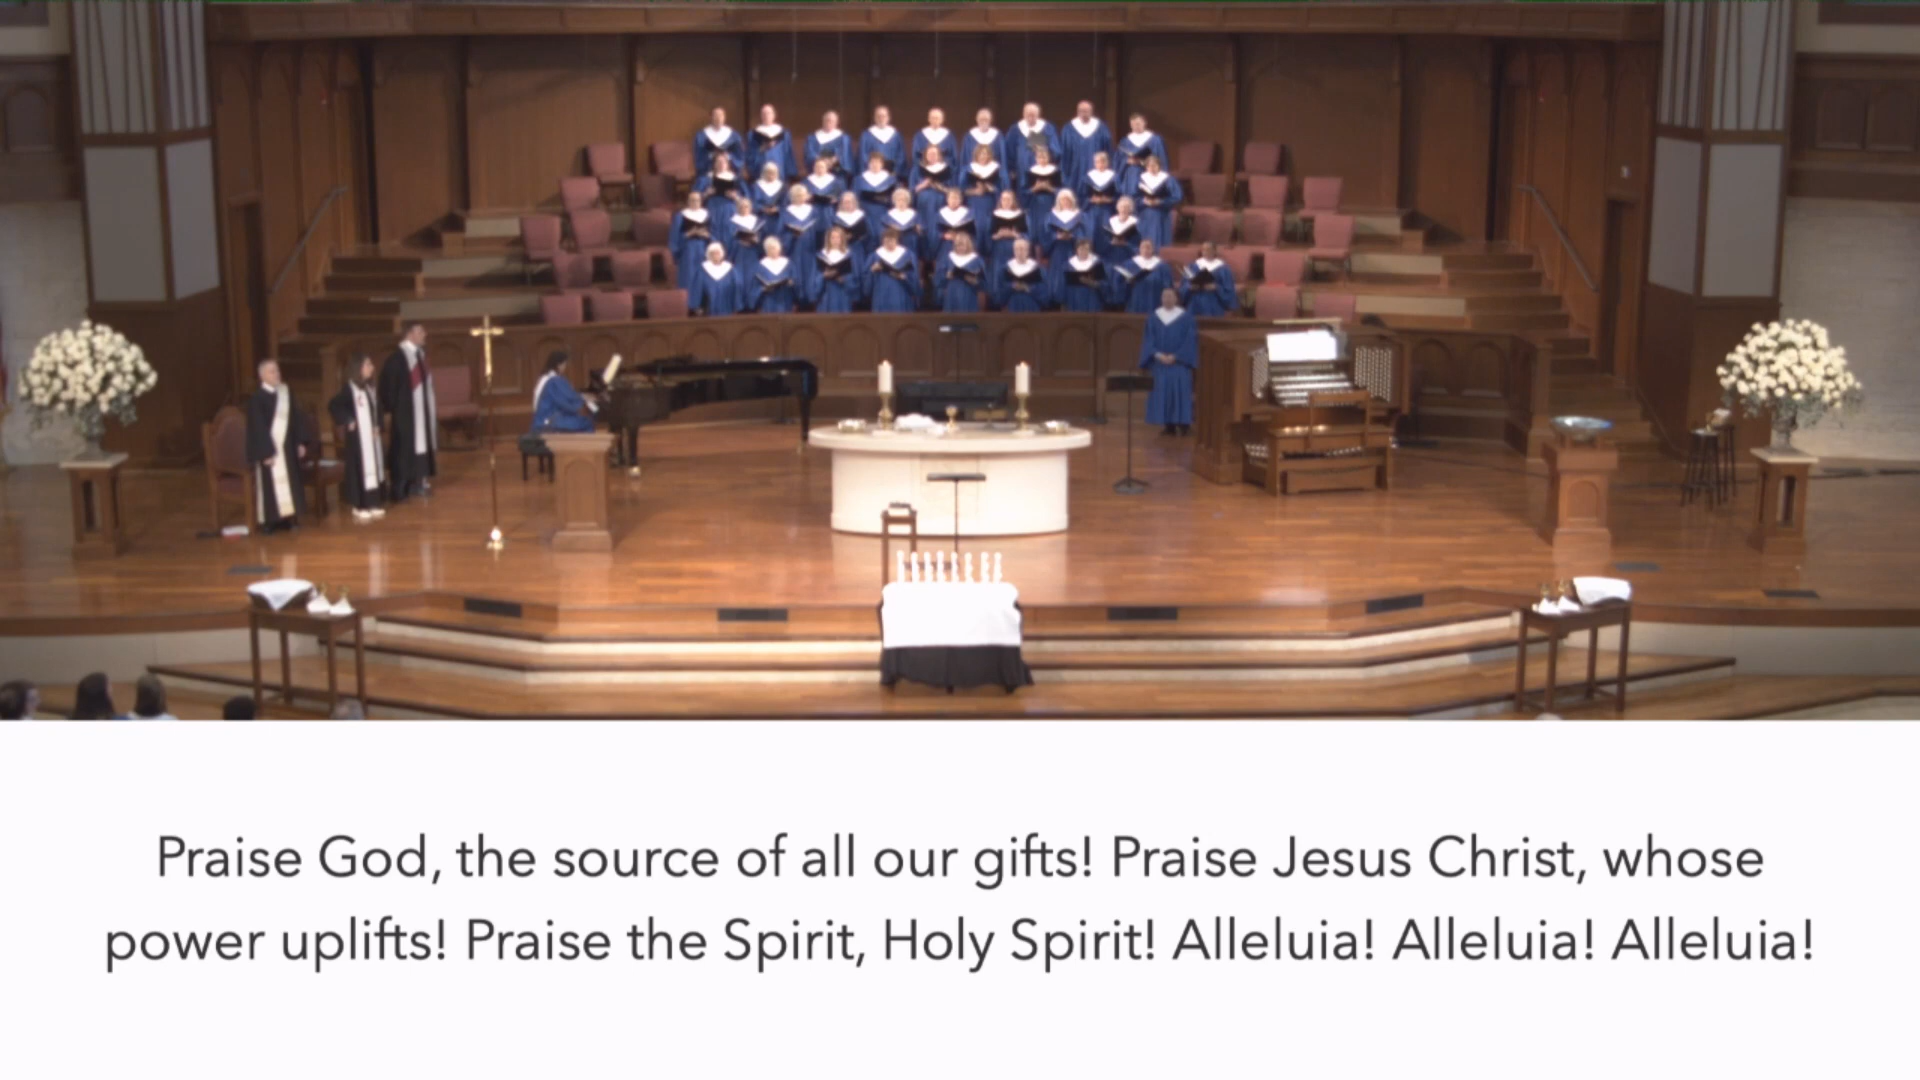 Praise God, the source of all our gifts! Praise Jesus Christ, whose
power uplifts! Praise the Spirit, Holy Spirit! Alleluia! Alleluia! Alleluia!